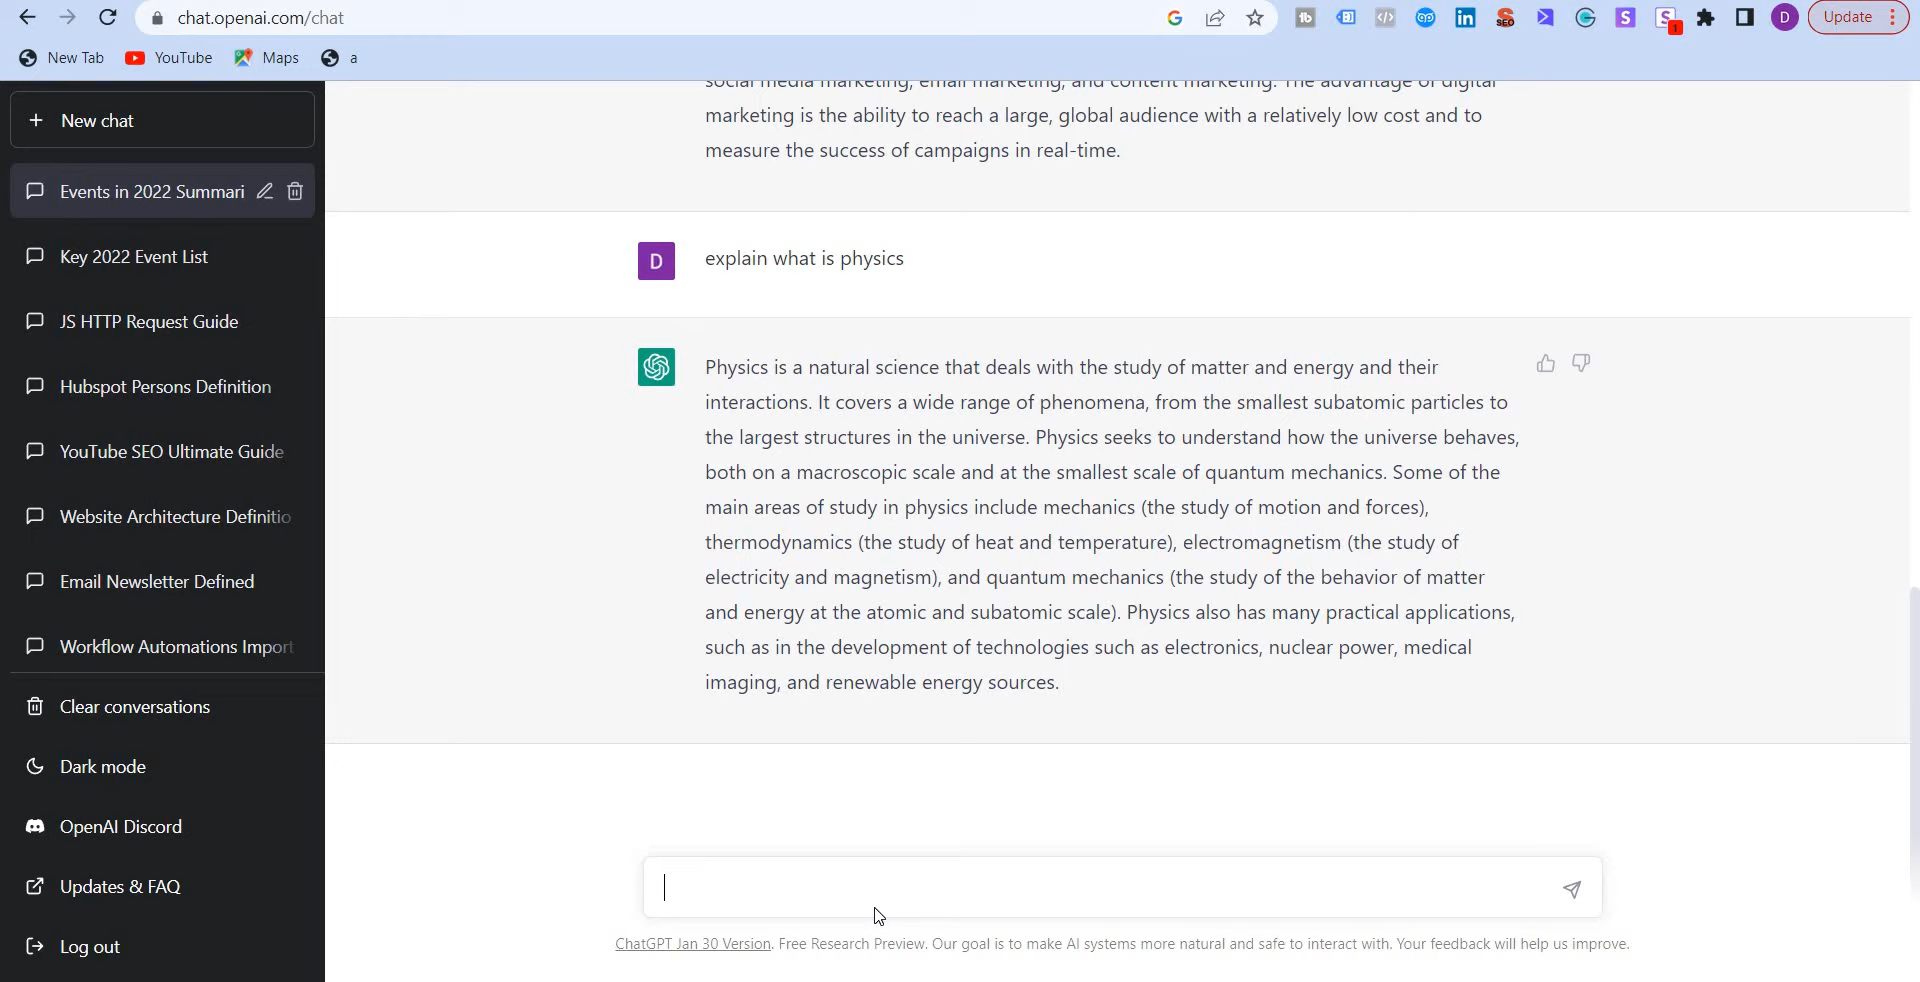 chat.openai.com/chat
Update
New Tab
YouTube
Maps
a
New chat
Events in 2022 Summari
Key 2022 Event List
JS HTTP Request Guide
Hubspot Persons Definition
YouTube SEO Ultimate Guide
Website Architecture Definitio
Email Newsletter Defined
Workflow Automations Import
Clear conversations
Dark mode
OpenAI Discord
Updates & FAQ
Log out
social media marketing, email marketing, and content marketing. The advantage of digital
marketing is the ability to reach a large, global audience with a relatively low cost and to
measure the success of campaigns in real-time.
D
explain what is physics
Physics is a natural science that deals with the study of matter and energy and their
interactions. It covers a wide range of phenomena, from the smallest subatomic particles to
the largest structures in the universe. Physics seeks to understand how the universe behaves,
both on a macroscopic scale and at the smallest scale of quantum mechanics. Some of the
main areas of study in physics include mechanics (the study of motion and forces),
thermodynamics (the study of heat and temperature), electromagnetism (the study of
electricity and magnetism), and quantum mechanics (the study of the behavior of matter
and energy at the atomic and subatomic scale). Physics also has many practical applications,
such as in the development of technologies such as electronics, nuclear power, medical
imaging, and renewable energy sources.
ChatGPT Jan 30 Version. Free Research Preview. Our goal is to make AI systems more natural and safe to interact with. Your feedback will help us improve.